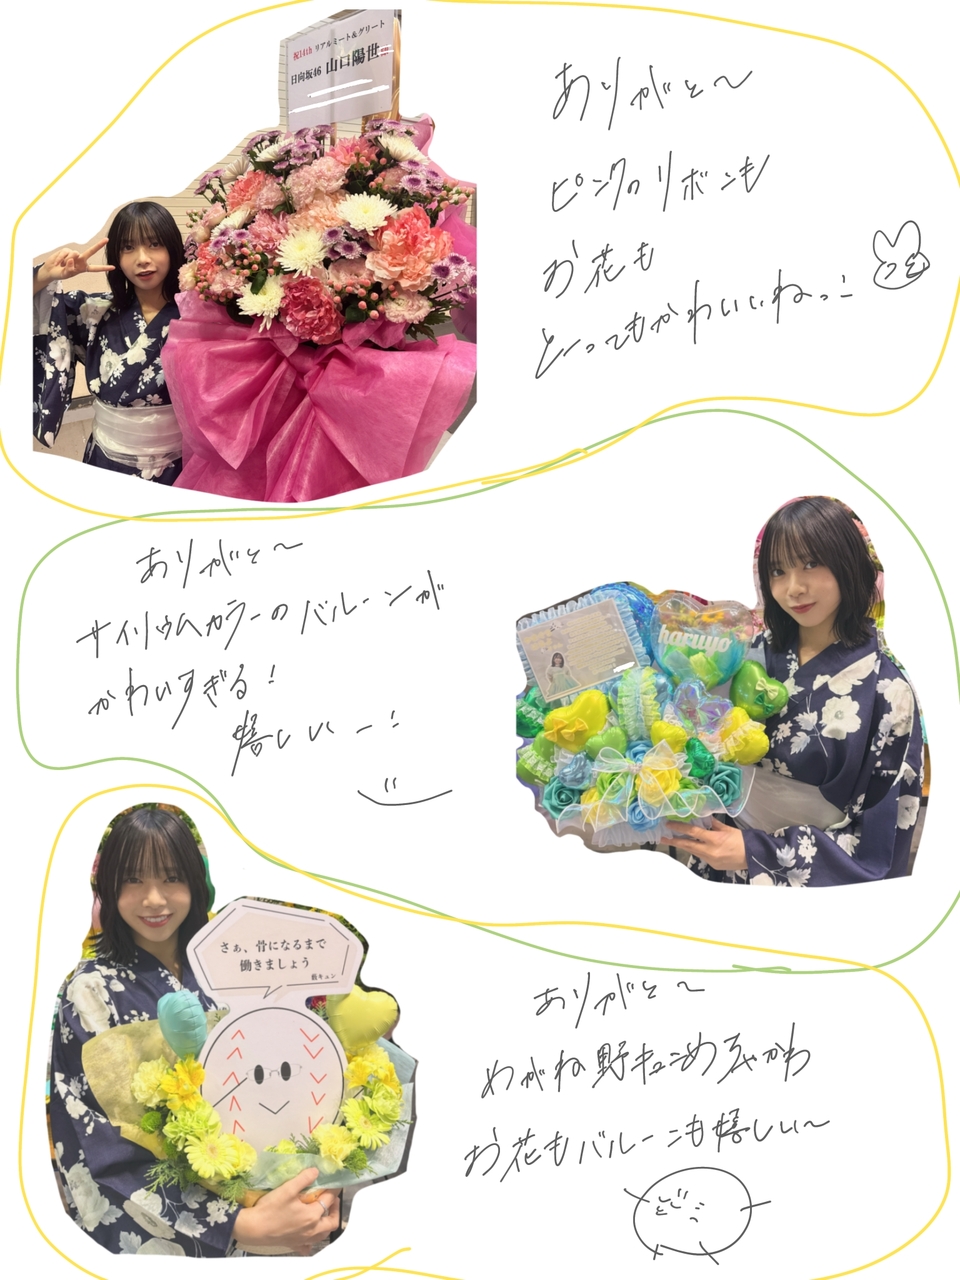 祝14th リアルミート&グリート
日向坂46 山口陽世
ありがと〜
ピンクのリボンも
お花も
とーってもかわいいねっ!
ありがと〜
サイリウムカラーのバルーンが
かわいすぎる!
嬉しいー!
haruyo
さぁ、骨になるまで
働きましょう
ありがと〜
めがね野キュンめちゃかわ
お花もバルーンも嬉しい〜